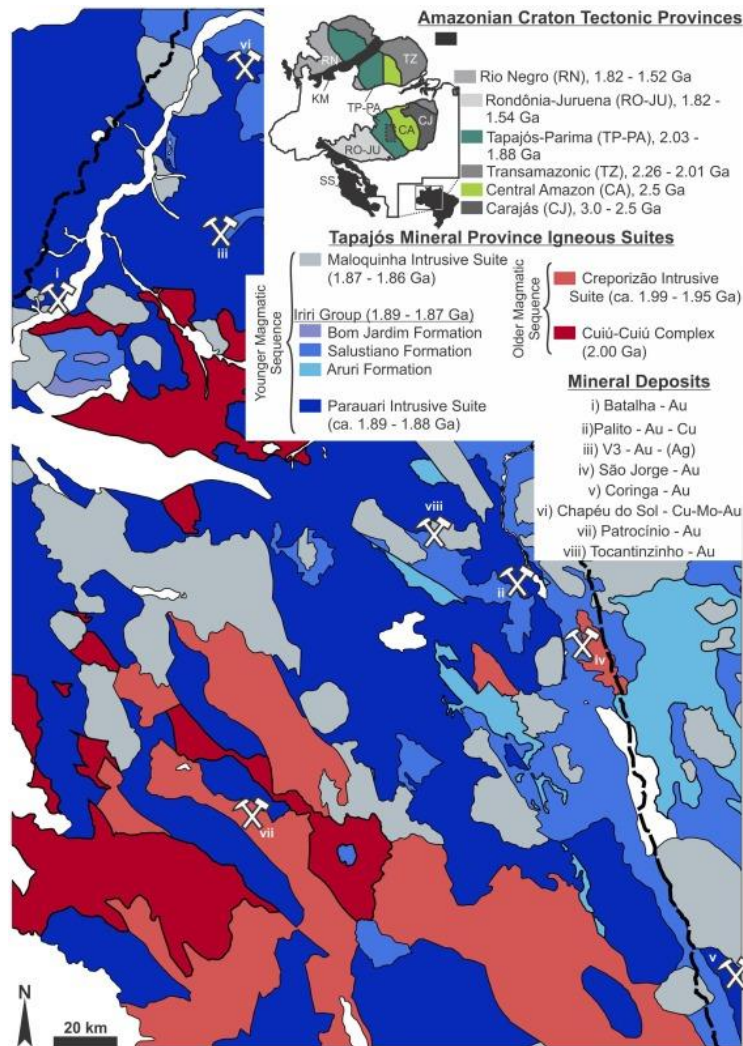 Amazonian Craton Tectonic Provinces
RN
TZ
KM
TP-PA
CA
CJ
RO-JU
SS
Rio Negro (RN), 1.82 - 1.52 Ga
Rondônia-Juruena (RO-JU), 1.82
- 1.54 Ga
Tapajós-Parima (TP-PA), 2.03 -
1.88 Ga
Transamazonic (TZ), 2.26 - 2.01 Ga
Central Amazon (CA), 2.5 Ga
Carajás (CJ), 3.0 - 2.5 Ga
Tapajós Mineral Province Igneous Suites
Younger Magmatic
Sequence
Maloquinha Intrusive Suite
(1.87 - 1.86 Ga)
Iriri Group (1.89 - 1.87 Ga)
Bom Jardim Formation
Salustiano Formation
Aruri Formation
Parauari Intrusive Suite
(ca. 1.89 - 1.88 Ga)
Older Magmatic
Sequence
Creporizão Intrusive
Suite (ca. 1.99 - 1.95 Ga)
Cuiú-Cuiú Complex
(2.00 Ga)
Mineral Deposits
i) Batalha - Au
ii)Palito - Au - Cu
iii) V3 - Au - (Ag)
iv) São Jorge - Au
v) Coringa - Au
vi) Chapéu do Sol - Cu-Mo-Au
vii) Patrocínio - Au
viii) Tocantinzinho - Au
vi
iii
i
viii
ii
iv
vii
v
N
20 km